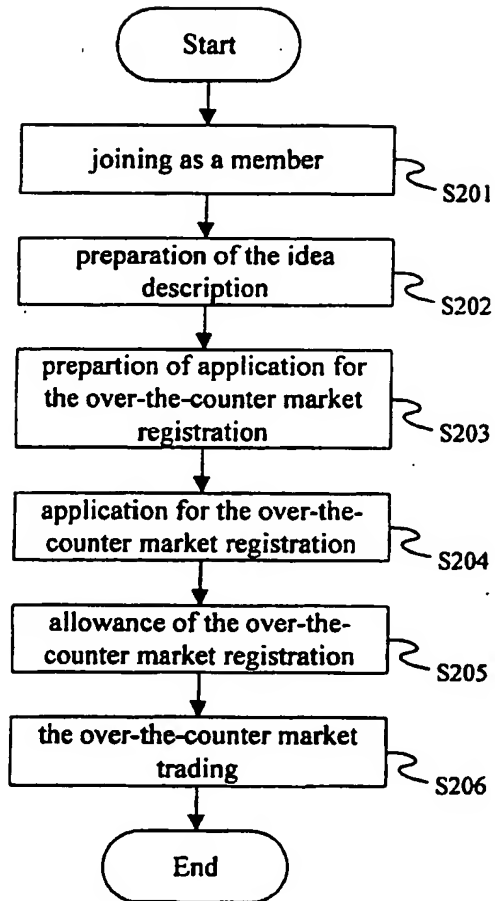 Start
joining as a member
S201
preparation of the idea
description
S202
prepartion of application for
the over-the-counter market
registration
S203
application for the over-the-
counter market registration
S204
allowance of the over-the-
counter market registration
S205
the over-the-counter market
trading
S206
End